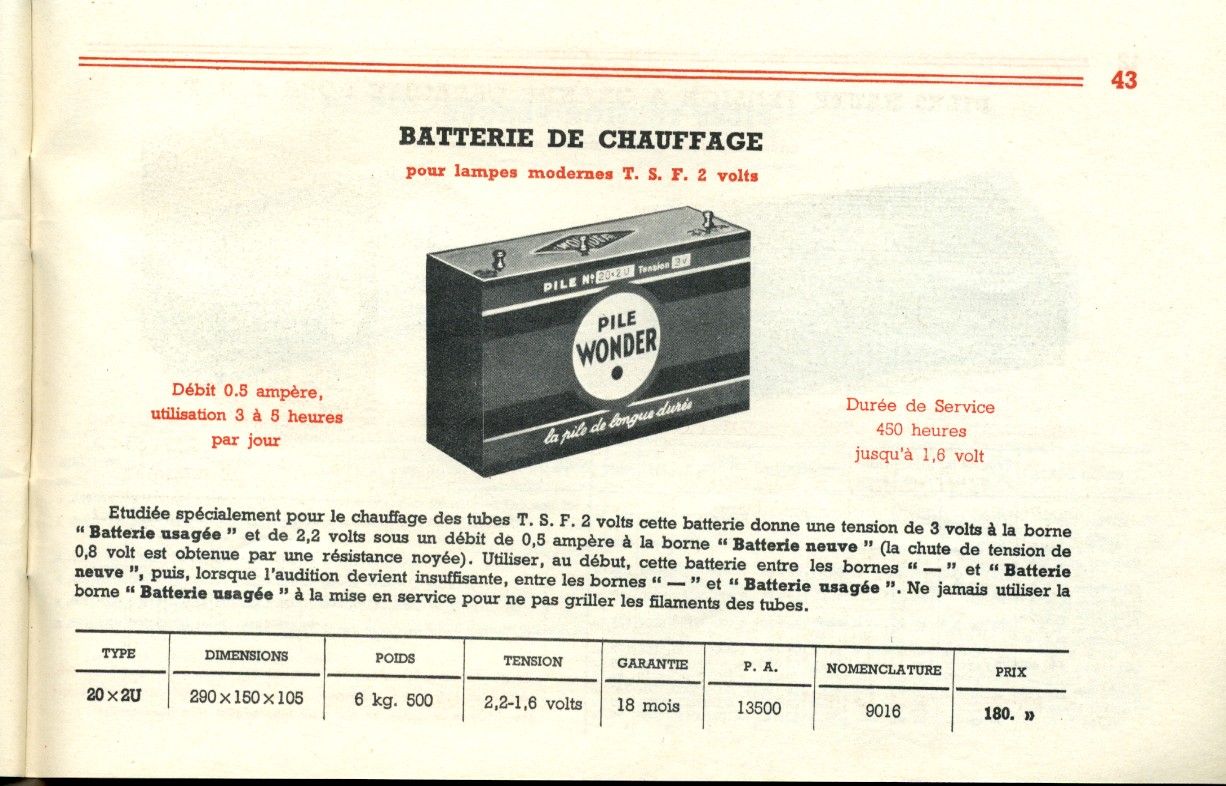 43
BATTERIE DE CHAUFFAGE
pour lampes modernes T. S. F. 2 volts
WONDER
PILE Nº 20×2U Tension 3V
PILE
WONDER
la pile de longue durée
Débit 0.5 ampère,
utilisation 3 à 5 heures
par jour
Durée de Service
450 heures
jusqu'à 1,6 volt
Etudiée spécialement pour le chauffage des tubes T. S. F. 2 volts cette batterie donne une tension de 3 volts à la borne
“ Batterie usagée ” et de 2,2 volts sous un débit de 0,5 ampère à la borne “ Batterie neuve ” (la chute de tension de
0,8 volt est obtenue par une résistance noyée). Utiliser, au début, cette batterie entre les bornes “ — ” et “ Batterie
neuve ”, puis, lorsque l'audition devient insuffisante, entre les bornes “ — ” et “ Batterie usagée ”. Ne jamais utiliser la
borne “ Batterie usagée ” à la mise en service pour ne pas griller les filaments des tubes.
TYPE DIMENSIONS POIDS TENSION GARANTIE P. A. NOMENCLATURE PRIX
20×2U 290×150×105 6 kg. 500 2,2-1,6 volts 18 mois 13500 9016 180. »